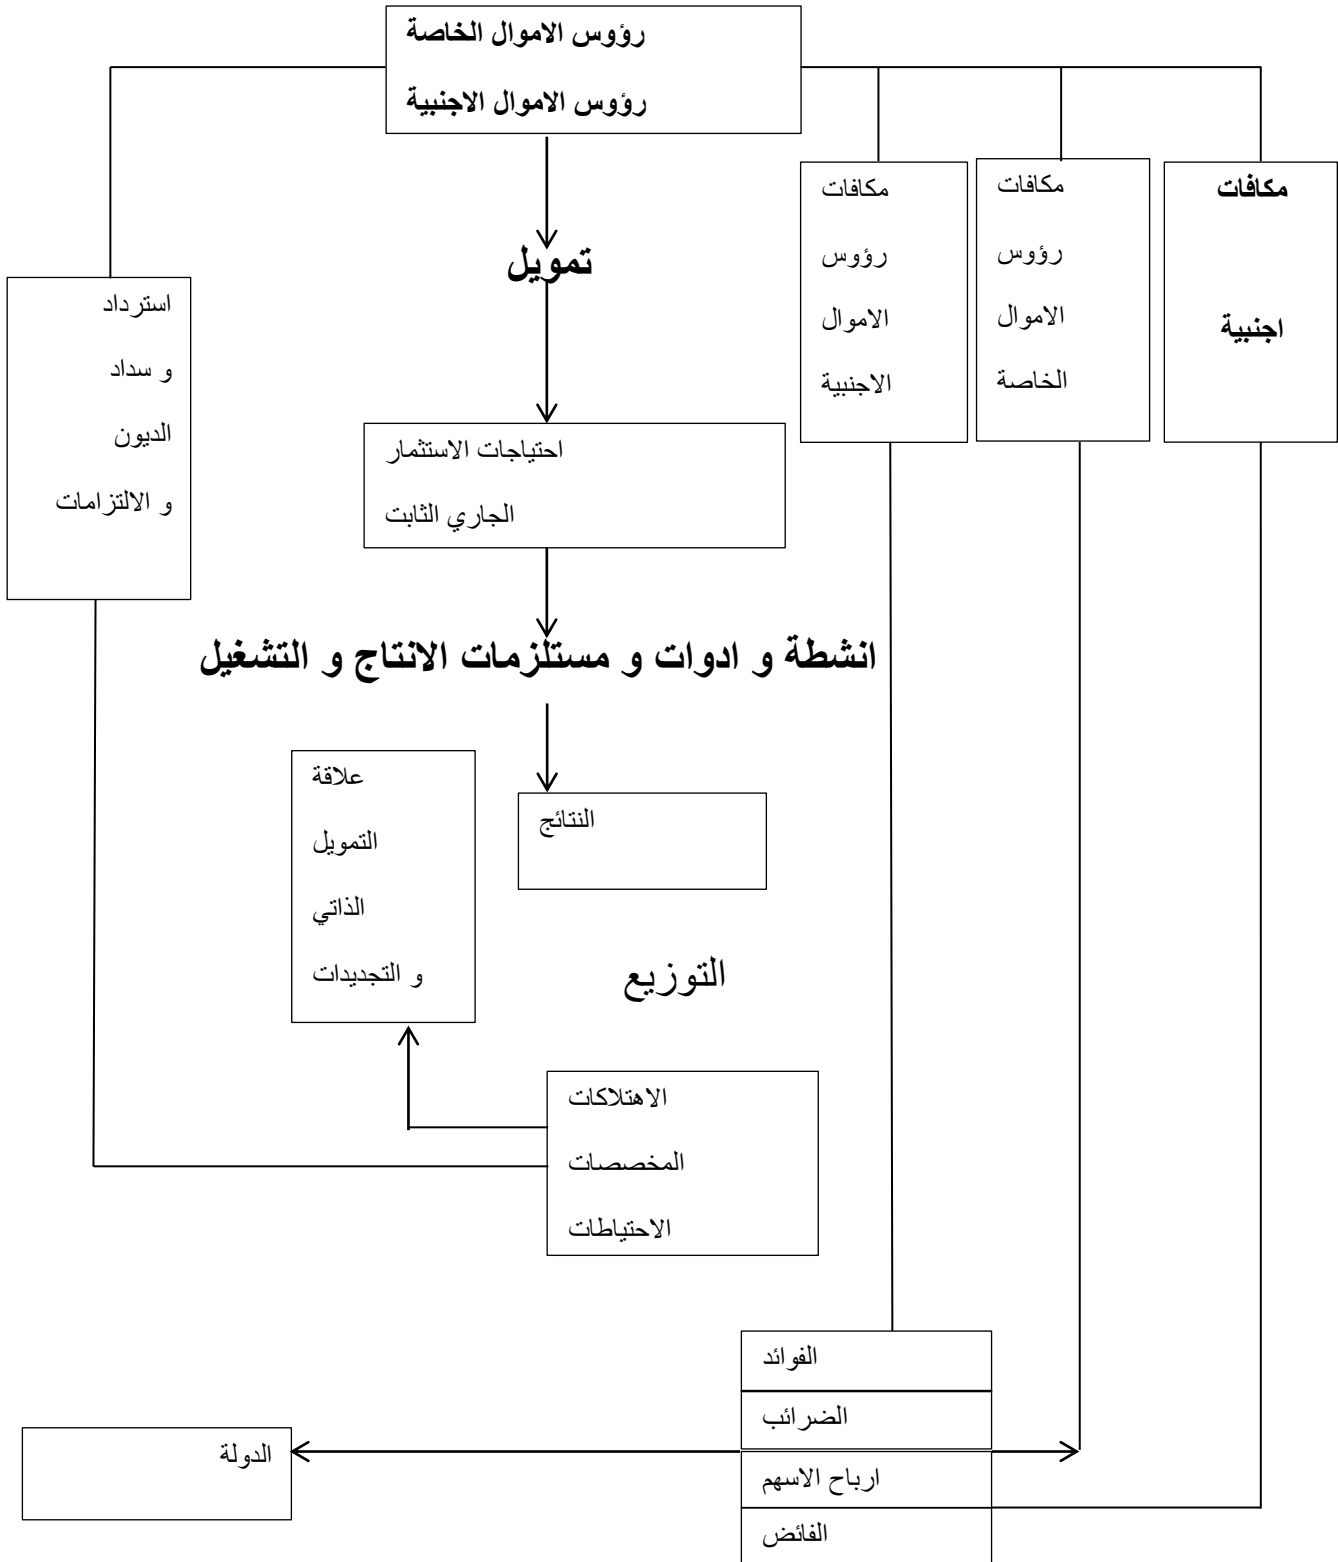 رؤوس الاموال الخاصة
رؤوس الاموال الاجنبية
مكافات
اجنبية
مكافات
رؤوس
الاموال
الخاصة
مكافات
رؤوس
الاموال
الاجنبية
تمويل
استرداد
و سداد
الديون
و الالتزامات
احتياجات الاستثمار
الجاري الثابت
انشطة و ادوات و مستلزمات الانتاج و التشغيل
النتائج
علاقة
التمويل
الذاتي
و التجديدات
التوزيع
الاهتلاكات
المخصصات
الاحتياطات
الفوائد
الضرائب
ارباح الاسهم
الفائض
الدولة